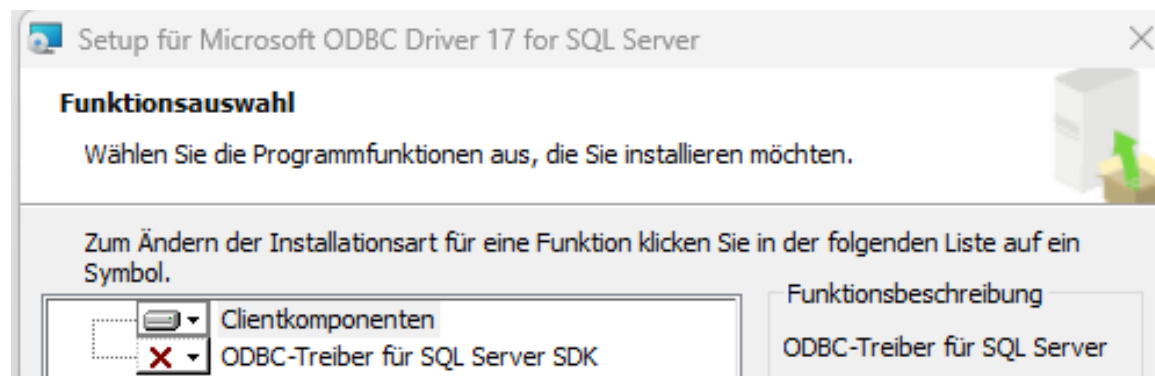 Setup für Microsoft ODBC Driver 17 for SQL Server
Funktionsauswahl
Wählen Sie die Programmfunktionen aus, die Sie installieren möchten.
Zum Ändern der Installationsart für eine Funktion klicken Sie in der folgenden Liste auf ein
Symbol.
Clientkomponenten
ODBC-Treiber für SQL Server SDK
Funktionsbeschreibung
ODBC-Treiber für SQL Server